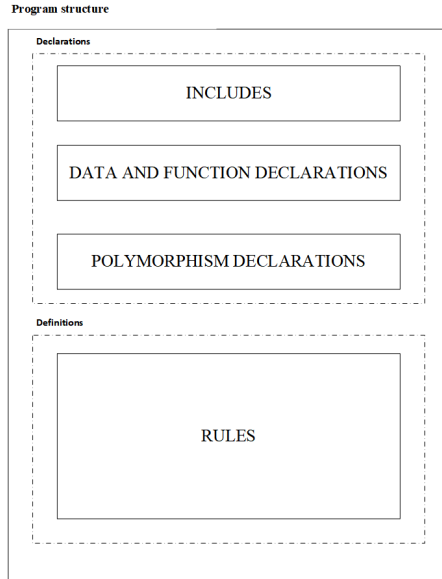 Program structure
Declarations
INCLUDES
DATA AND FUNCTION DECLARATIONS
POLYMORPHISM DECLARATIONS
Definitions
RULES